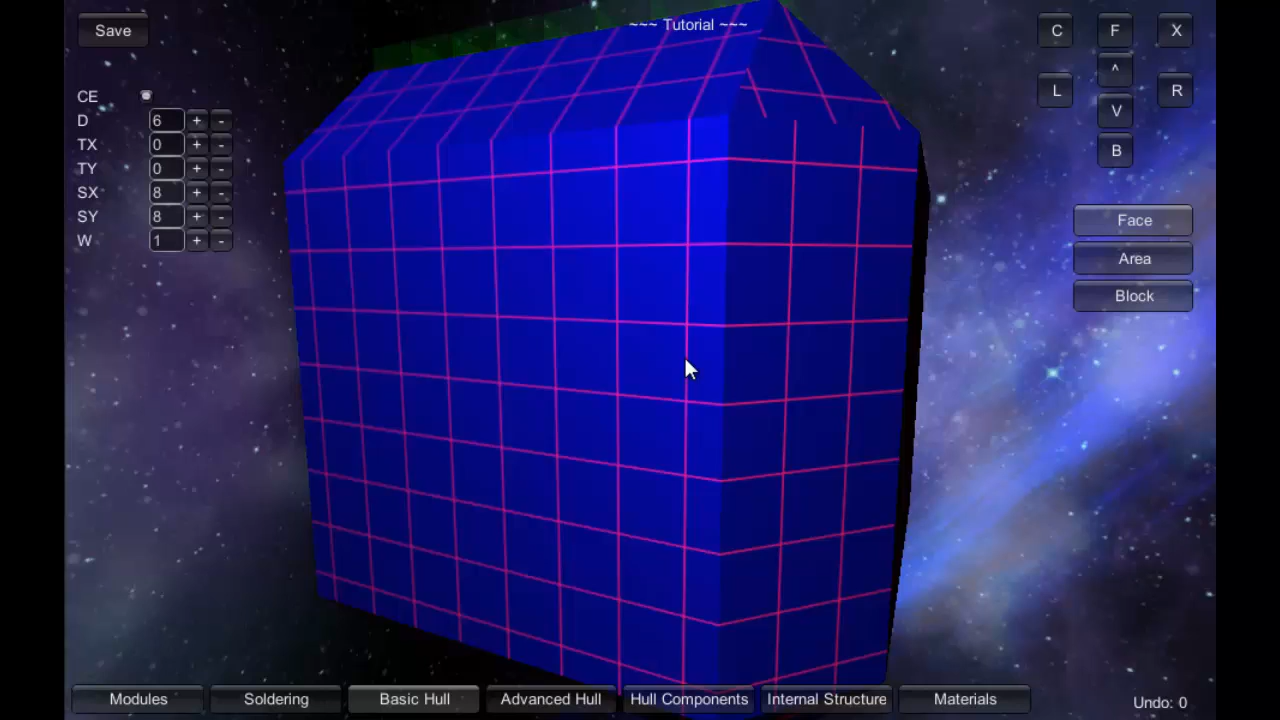 ~~~ Tutorial ~~~
Save
C F X
^
L R
V
B
CE
D 6 + -
TX 0 + -
TY 0 + -
SX 8 + -
SY 8 + -
W 1 + -
Face
Area
Block
Modules Soldering Basic Hull Advanced Hull Hull Components Internal Structure Materials
Undo: 0